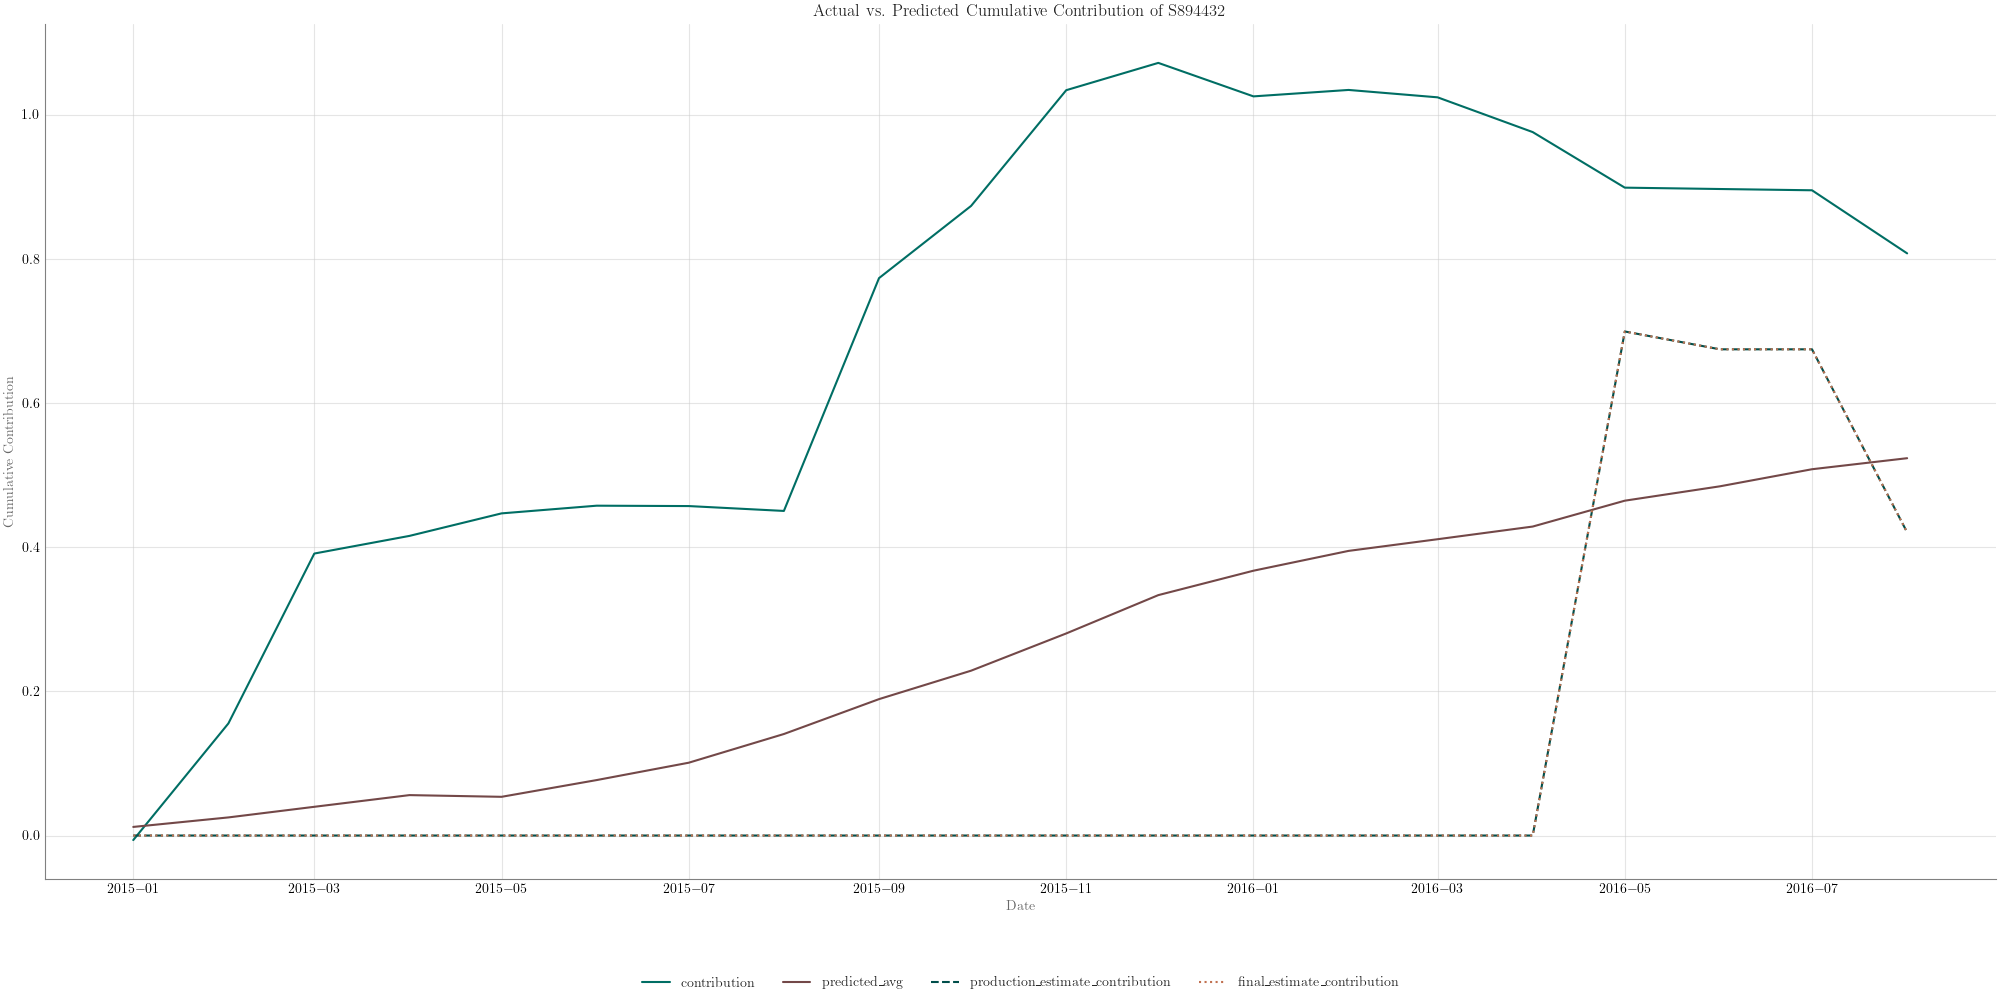 Actual vs. Predicted Cumulative Contribution of S894432
Cumulative Contribution
1.0
0.8
0.6
0.4
0.2
0.0
2015–01 2015–03 2015–05 2015–07 2015–09 2015–11 2016–01 2016–03 2016–05 2016–07
Date
contribution predicted_avg production_estimate_contribution final_estimate_contribution